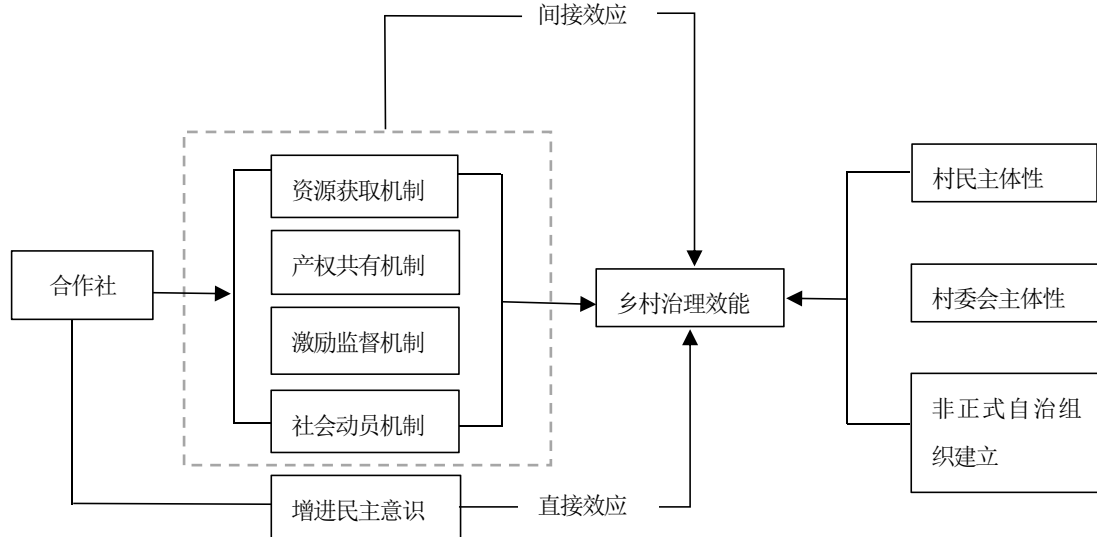 间接效应
资源获取机制
产权共有机制
激励监督机制
社会动员机制
合作社
增进民主意识
直接效应
乡村治理效能
村民主体性
村委会主体性
非正式自治组
织建立